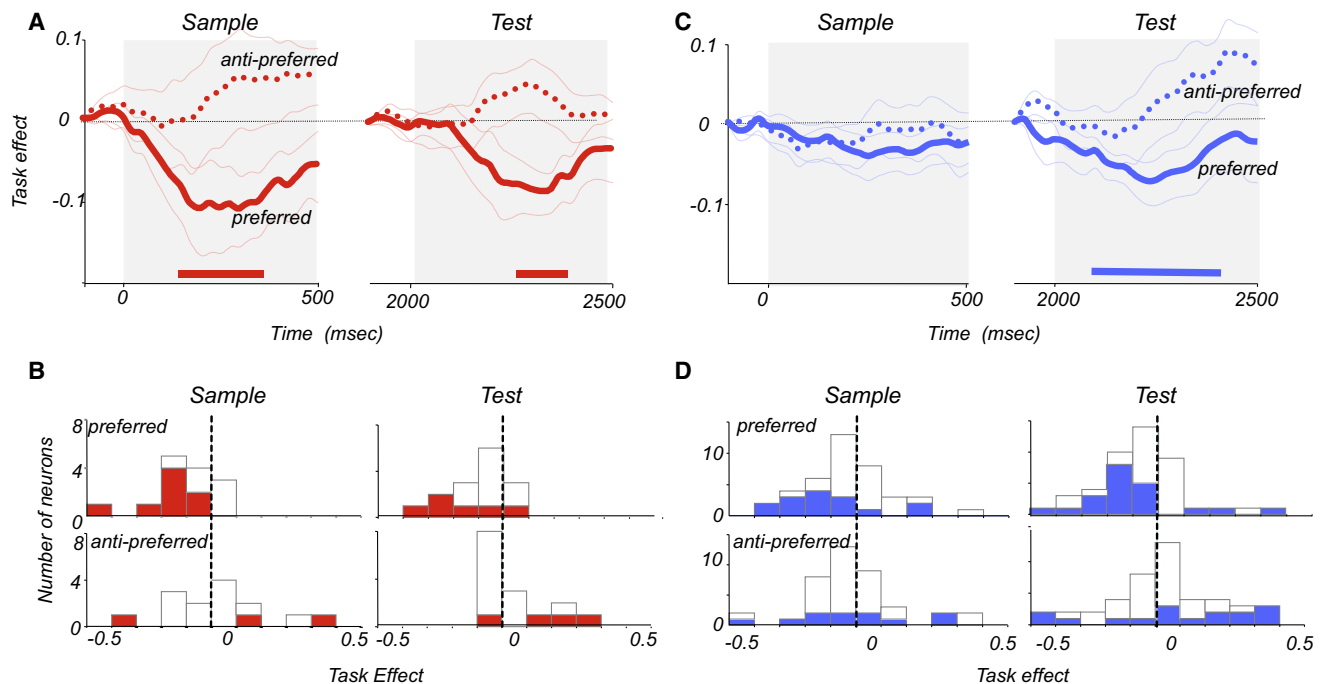 A
Sample
Test
0.1
0
-0.1
Task effect
anti-preferred
preferred
0
500
2000
2500
Time (msec)
C
Sample
Test
0.1
0
-0.1
anti-preferred
preferred
0
500
2000
2500
Time (msec)
B
Sample
Test
8
4
0
preferred
Number of neurons
8
4
0
anti-preferred
-0.5
0
0.5
-0.5
0
0.5
Task Effect
D
Sample
Test
10
0
preferred
10
0
anti-preferred
-0.5
0
0.5
-0.5
0
0.5
Task effect